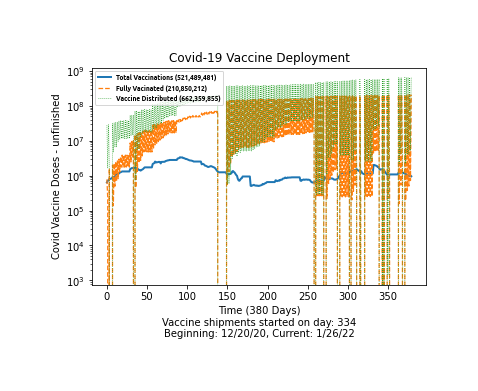 Covid-19 Vaccine Deployment
Total Vaccinations (521,489,481)
Fully Vacinated (210,850,212)
Vaccine Distributed (662,359,855)
Covid Vaccine Doses - unfinished
10⁹
10⁸
10⁷
10⁶
10⁵
10⁴
10³
0 50 100 150 200 250 300 350
Time (380 Days)
Vaccine shipments started on day: 334
Beginning: 12/20/20, Current: 1/26/22